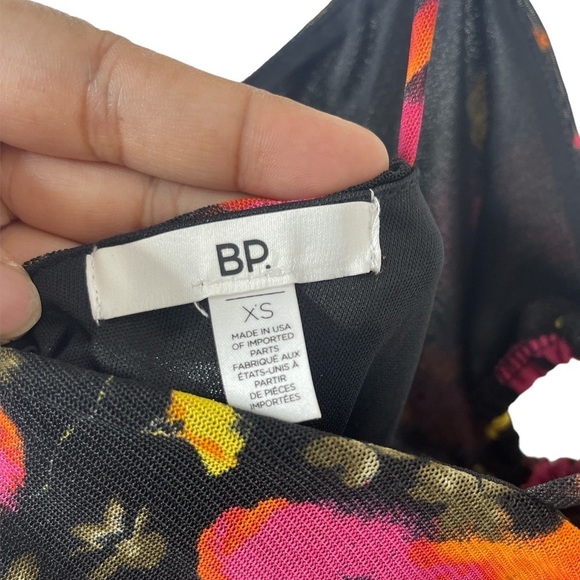 BP.
XS
MADE IN USA
OF IMPORTED
PARTS
FABRIQUÉ AUX
ÉTATS-UNIS À
PARTIR
DE PIÈCES
IMPORTÉES